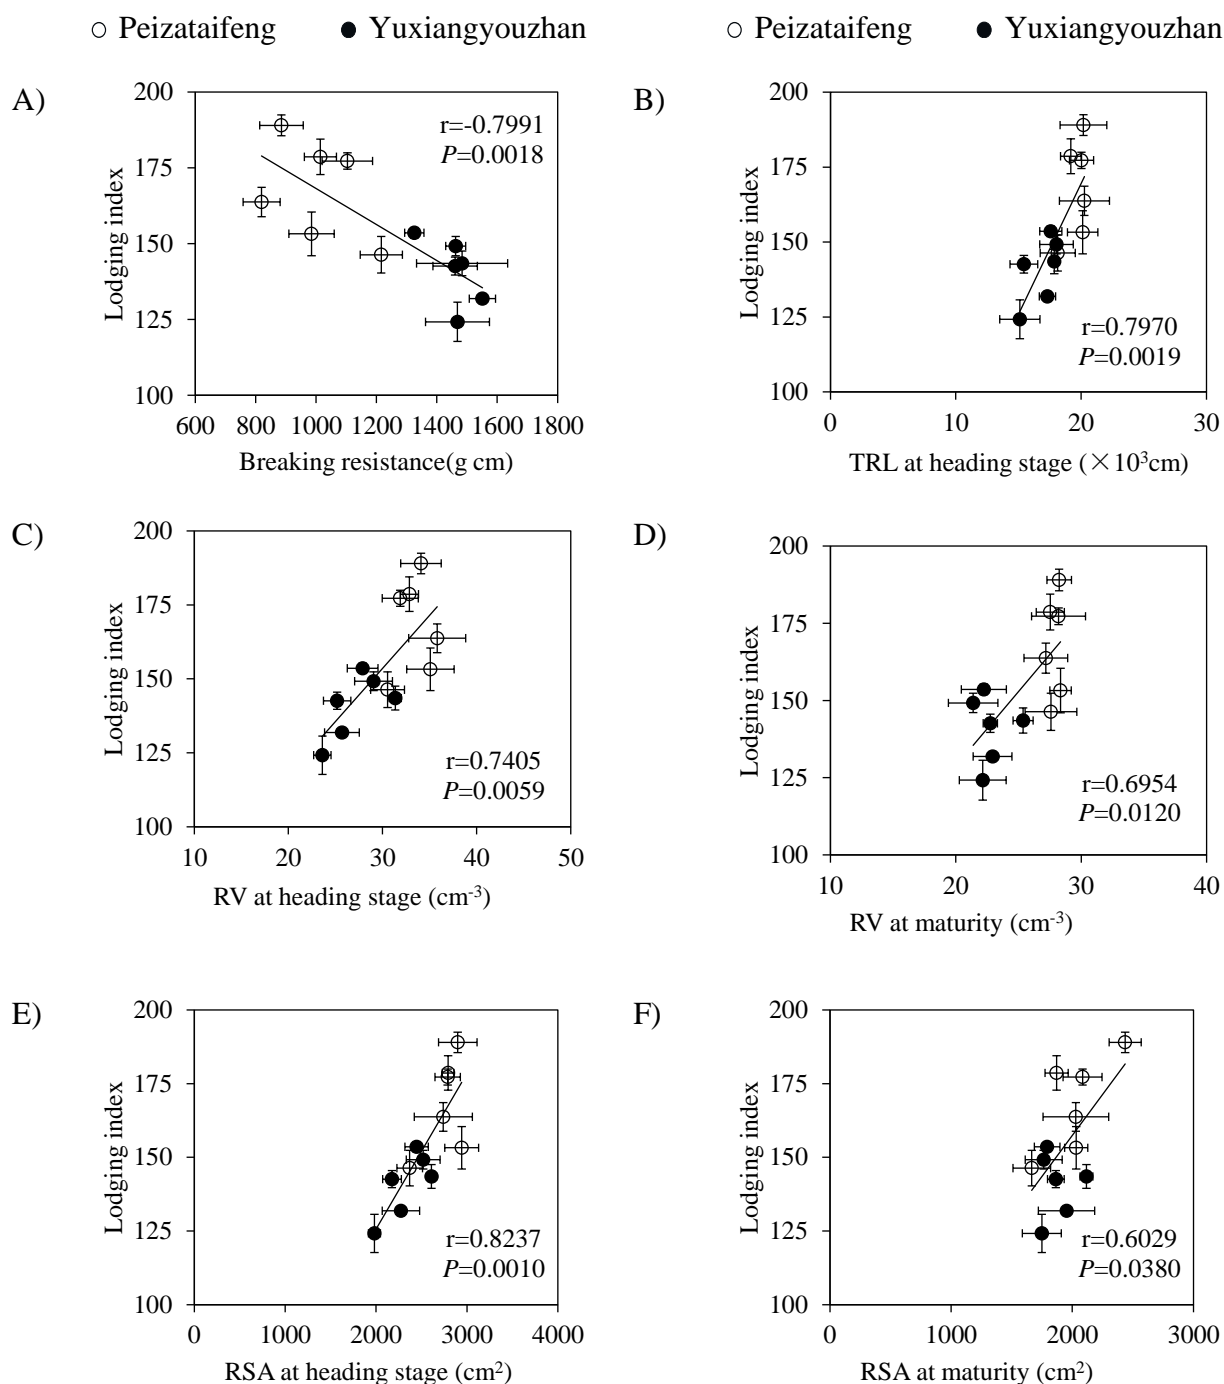 ○ Peizataifeng ● Yuxiangyouzhan
○ Peizataifeng ● Yuxiangyouzhan
A)
200
175
150
125
100
Lodging index
r=-0.7991
P=0.0018
600 800 1000 1200 1400 1600 1800
Breaking resistance(g cm)
B)
200
175
150
125
100
Lodging index
r=0.7970
P=0.0019
0 10 20 30
TRL at heading stage (×10³cm)
C)
200
175
150
125
100
Lodging index
r=0.7405
P=0.0059
10 20 30 40 50
RV at heading stage (cm⁻³)
D)
200
175
150
125
100
Lodging index
r=0.6954
P=0.0120
10 20 30 40
RV at maturity (cm⁻³)
E)
200
175
150
125
100
Lodging index
r=0.8237
P=0.0010
0 1000 2000 3000 4000
RSA at heading stage (cm²)
F)
200
175
150
125
100
Lodging index
r=0.6029
P=0.0380
0 1000 2000 3000
RSA at maturity (cm²)